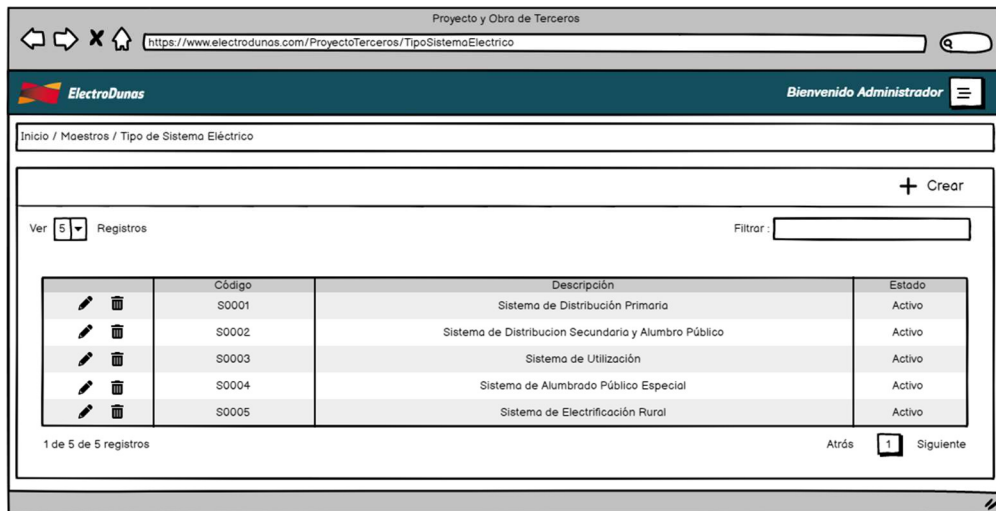 Proyecto y Obra de Terceros
https://www.electrodunas.com/ProyectoTerceros/TipoSistemaElectrico
ElectroDunas
Bienvenido Administrador
Inicio / Maestros / Tipo de Sistema Eléctrico
+ Crear
Ver 5 Registros
Filtrar :
Código Descripción Estado
S0001 Sistema de Distribución Primaria Activo
S0002 Sistema de Distribucion Secundaria y Alumbro Público Activo
S0003 Sistema de Utilización Activo
S0004 Sistema de Alumbrado Público Especial Activo
S0005 Sistema de Electrificación Rural Activo
1 de 5 de 5 registros
Atrás 1 Siguiente